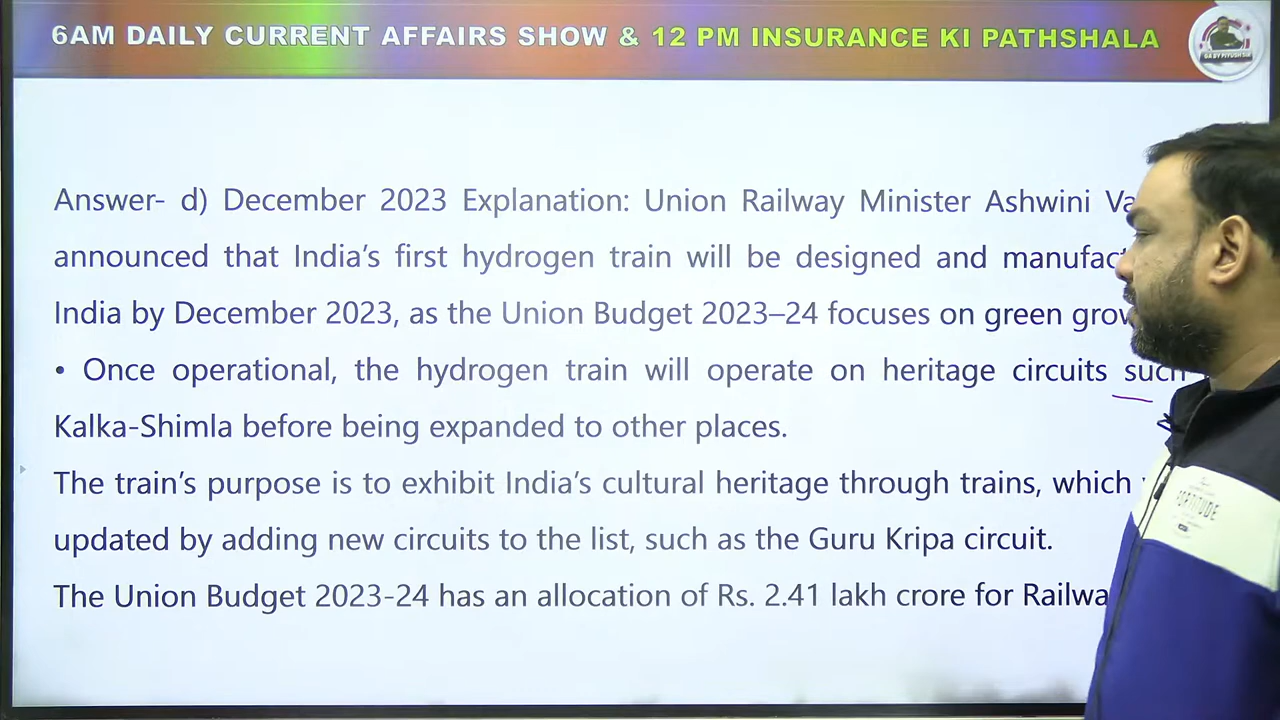 6AM DAILY CURRENT AFFAIRS SHOW & 12 PM INSURANCE KI PATHSHALA
GA BY PIYUSH SIR
Answer- d) December 2023 Explanation: Union Railway Minister Ashwini
announced that India's first hydrogen train will be designed and
India by December 2023, as the Union Budget 2023–24 focuses on green
• Once operational, the hydrogen train will operate on heritage circuits such
Kalka-Shimla before being expanded to other places.
The train's purpose is to exhibit India's cultural heritage through trains, which
updated by adding new circuits to the list, such as the Guru Kripa circuit.
The Union Budget 2023-24 has an allocation of Rs. 2.41 lakh crore for
FORTITUDE